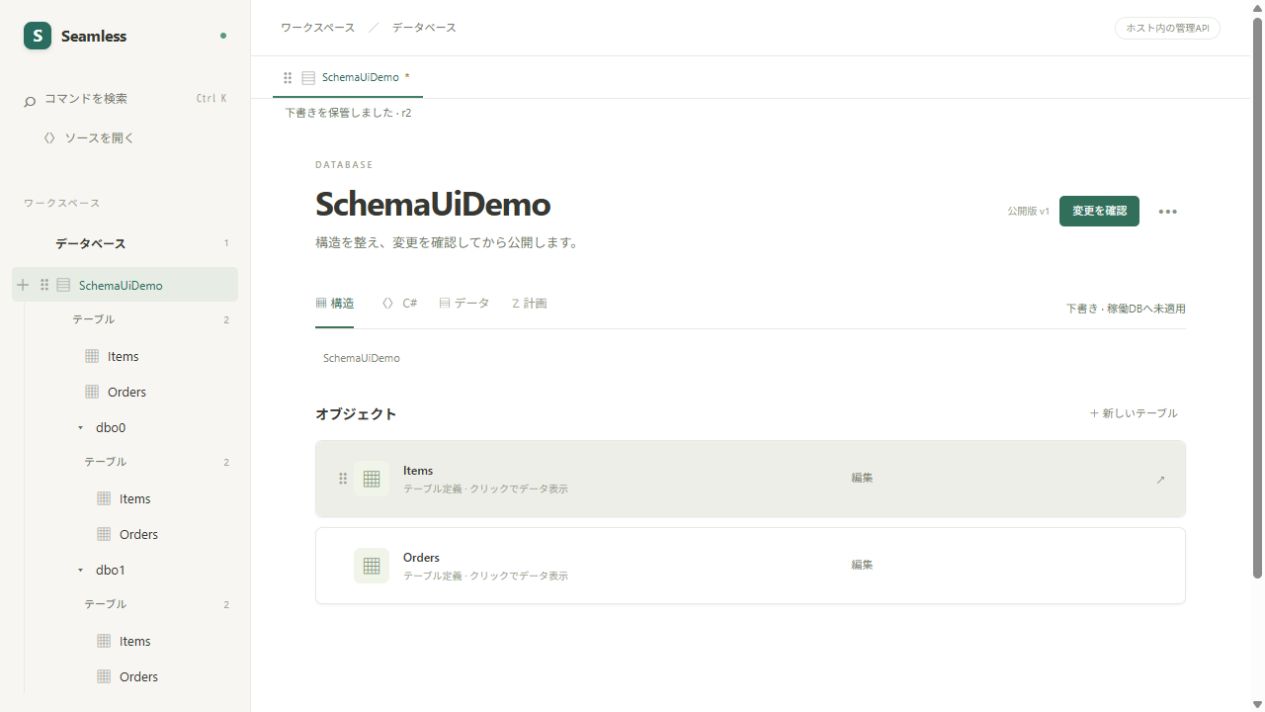 S Seamless
コマンドを検索 Ctrl K
ソースを開く
ワークスペース
データベース 1
SchemaUiDemo
テーブル 2
Items
Orders
dbo0
テーブル 2
Items
Orders
dbo1
テーブル 2
Items
Orders
ワークスペース ／ データベース
ホスト内の管理API
SchemaUiDemo *
下書きを保管しました · r2
DATABASE
SchemaUiDemo
構造を整え、変更を確認してから公開します。
公開版 v1 変更を確認
構造 C# データ Z 計画
下書き · 稼働DBへ未適用
SchemaUiDemo
オブジェクト
+ 新しいテーブル
Items
テーブル定義 · クリックでデータ表示
編集
Orders
テーブル定義 · クリックでデータ表示
編集